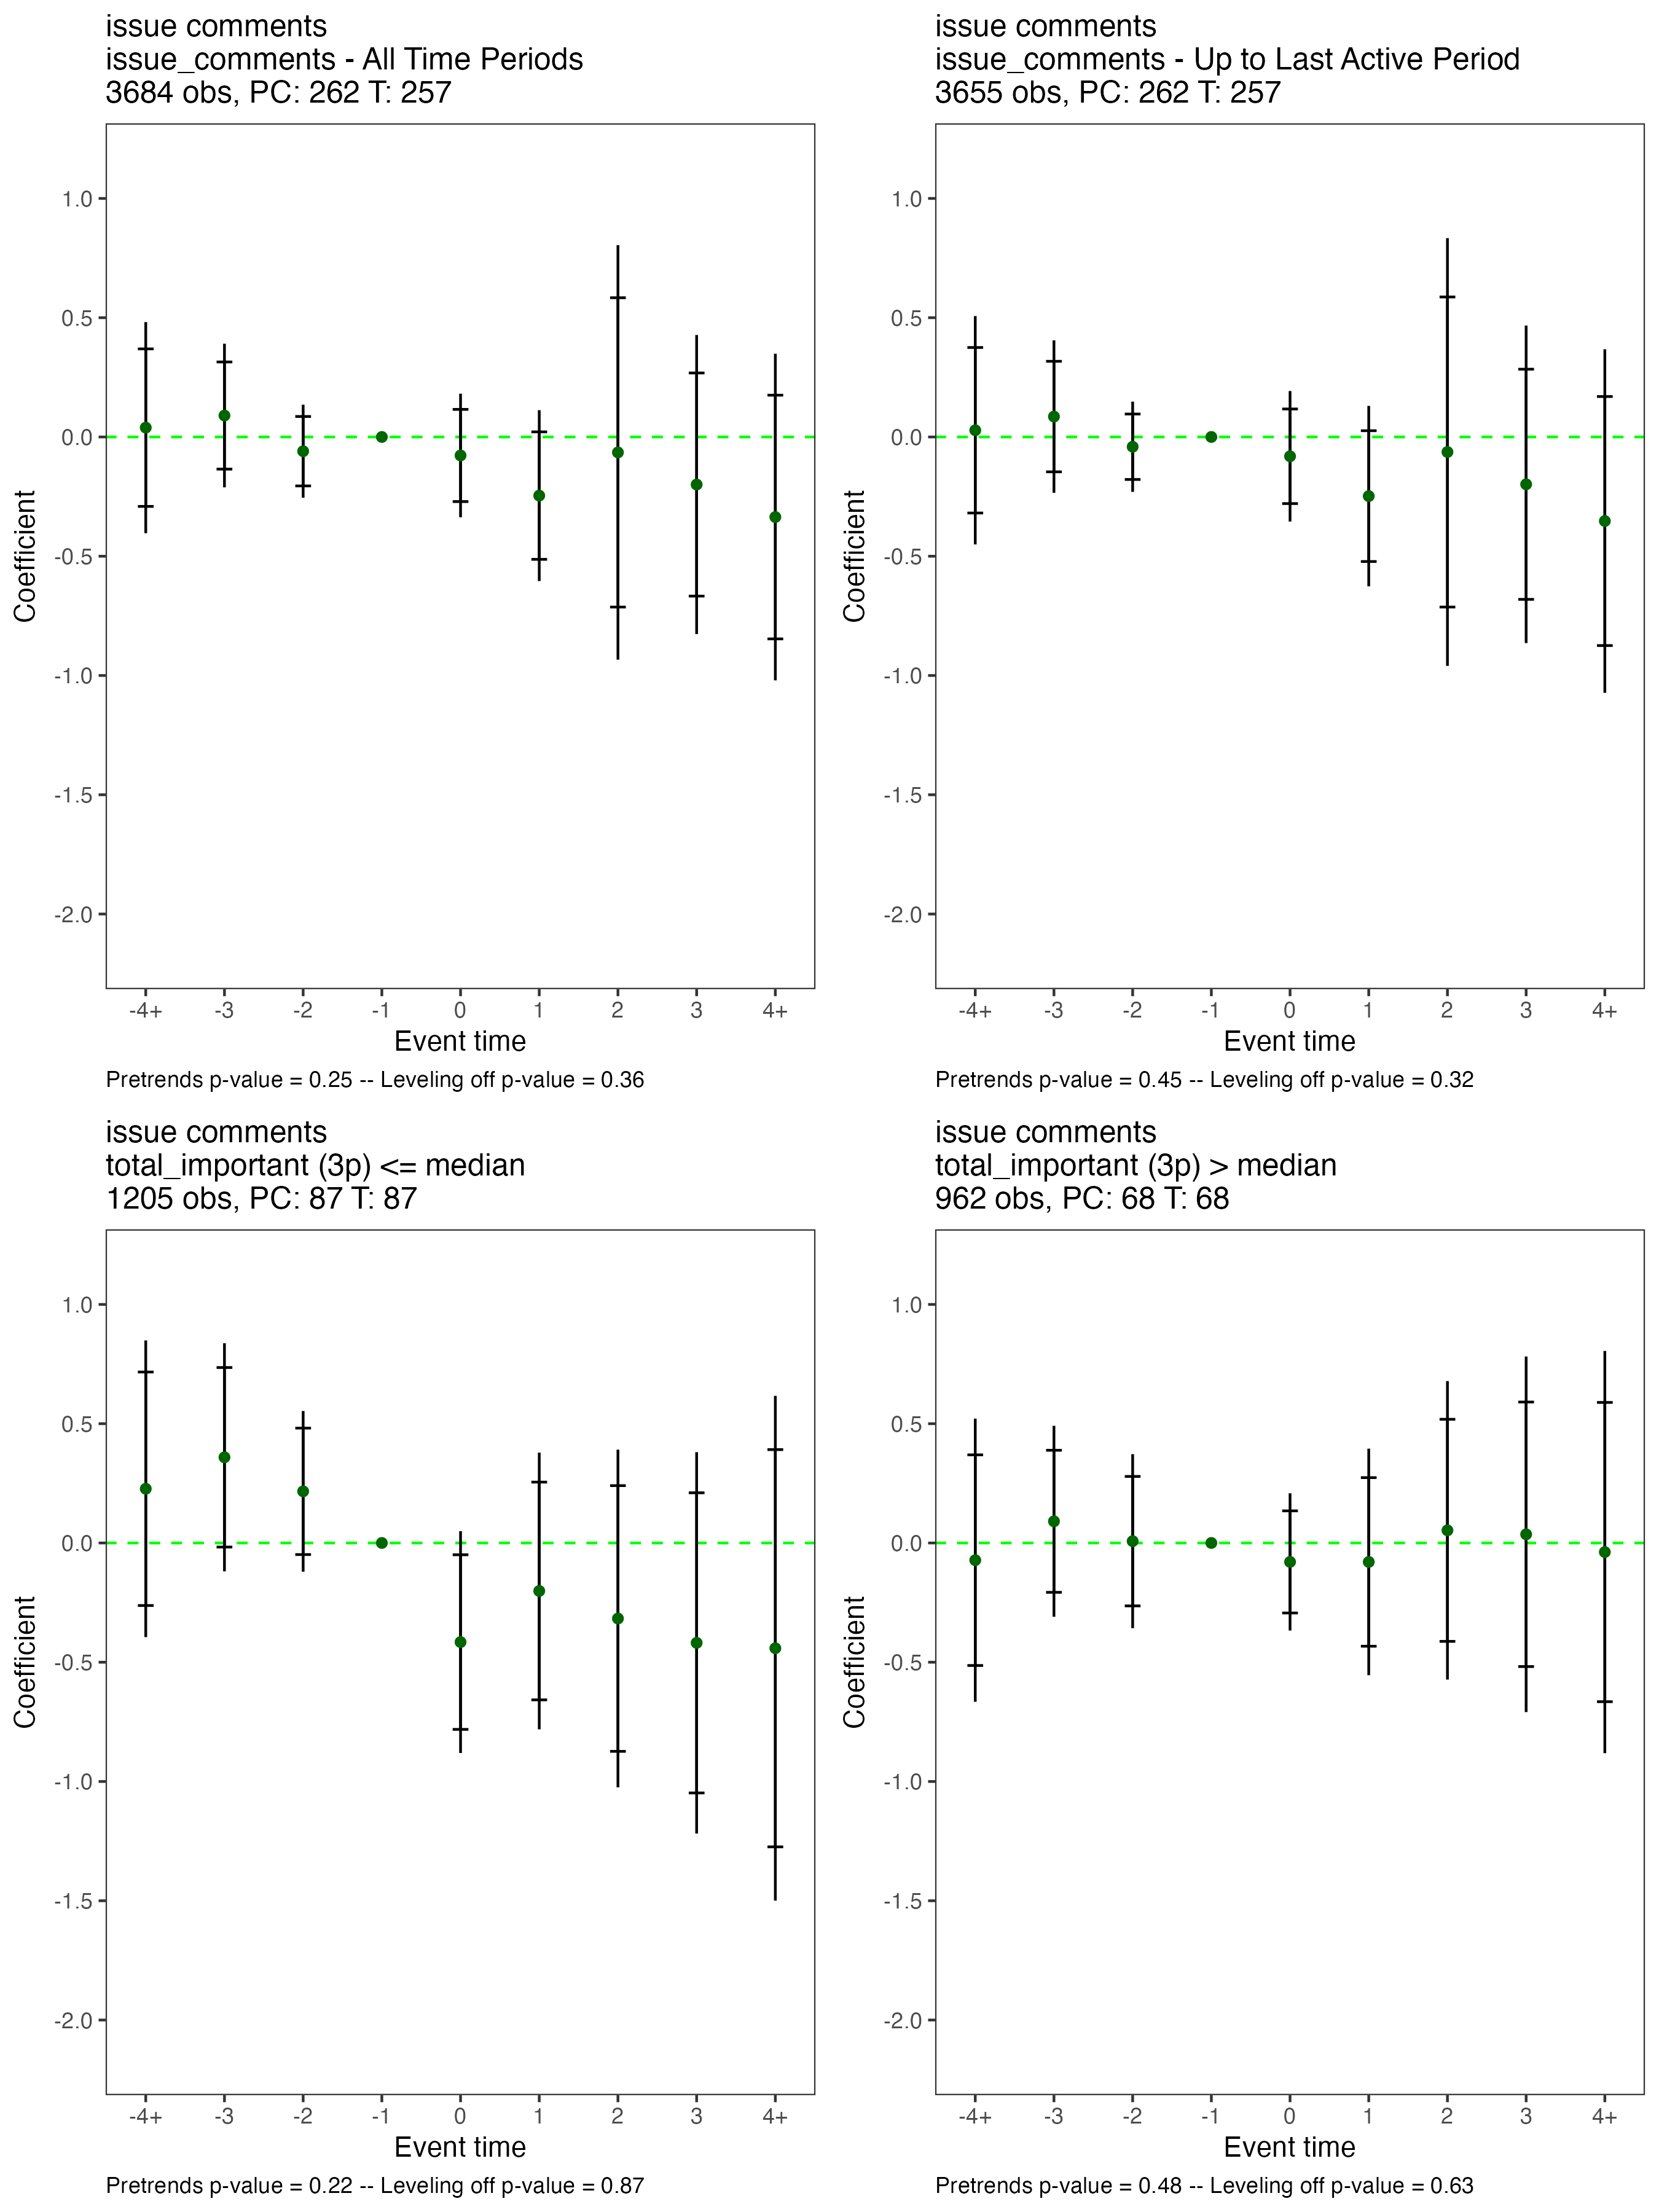 issue comments
issue_comments - All Time Periods
3684 obs, PC: 262 T: 257
1.0
0.5
0.0
-0.5
-1.0
-1.5
-2.0
Coefficient
-4+ -3 -2 -1 0 1 2 3 4+
Event time
Pretrends p-value = 0.25 -- Leveling off p-value = 0.36
issue comments
issue_comments - Up to Last Active Period
3655 obs, PC: 262 T: 257
1.0
0.5
0.0
-0.5
-1.0
-1.5
-2.0
Coefficient
-4+ -3 -2 -1 0 1 2 3 4+
Event time
Pretrends p-value = 0.45 -- Leveling off p-value = 0.32
issue comments
total_important (3p) <= median
1205 obs, PC: 87 T: 87
1.0
0.5
0.0
-0.5
-1.0
-1.5
-2.0
Coefficient
-4+ -3 -2 -1 0 1 2 3 4+
Event time
Pretrends p-value = 0.22 -- Leveling off p-value = 0.87
issue comments
total_important (3p) > median
962 obs, PC: 68 T: 68
1.0
0.5
0.0
-0.5
-1.0
-1.5
-2.0
Coefficient
-4+ -3 -2 -1 0 1 2 3 4+
Event time
Pretrends p-value = 0.48 -- Leveling off p-value = 0.63